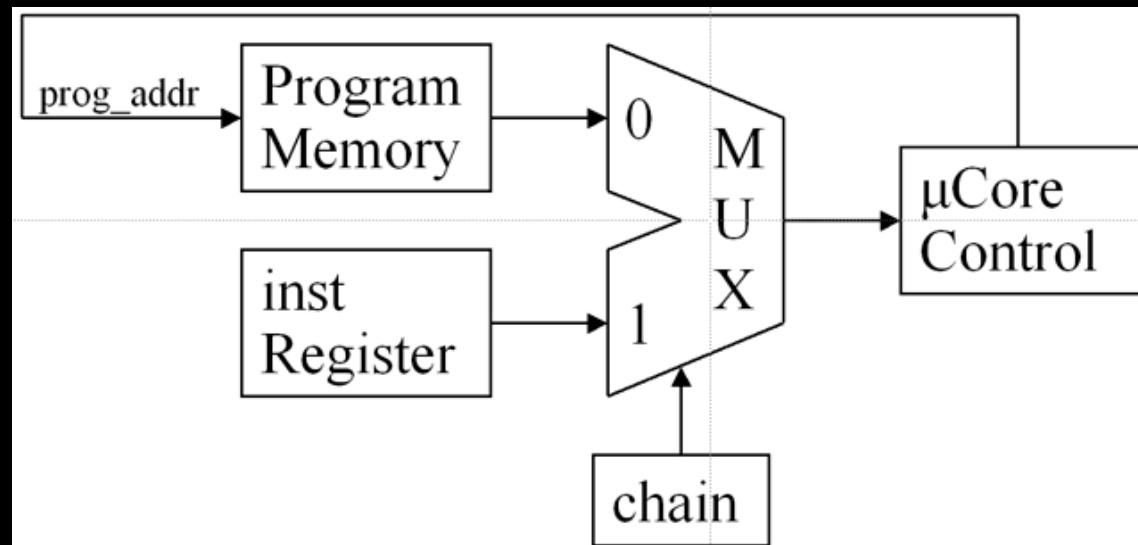 prog_addr
Program
Memory
0
M
U
X
μCore
Control
inst
Register
1
chain